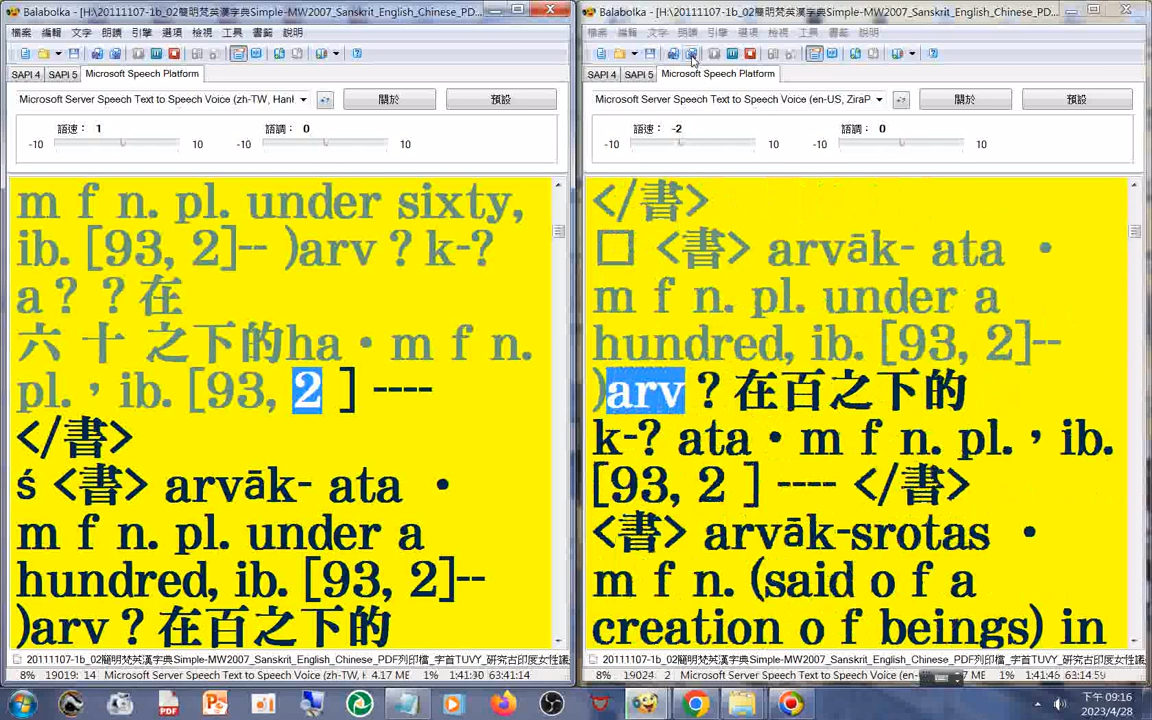 Balabolka - [H:\20111107-1b_02簡明梵英漢字典Simple-MW2007_Sanskrit_English_Chinese_PD...
檔案 編輯 文字 朗讀 引擎 選項 檢視 工具 書籤 說明
SAPI 4 SAPI 5 Microsoft Speech Platform
Microsoft Server Speech Text to Speech Voice (zh-TW, Hanl
關於
預設
語速: 1
語調: 0
-10 10 -10 10
m f n. pl. under sixty,
ib. [93, 2]-- )arv？k-?
a？？在
六 十 之下的ha・m f n.
pl.，ib. [93, 2 ] ----
</書>
ś <書> arvāk- ata ・
m f n. pl. under a
hundred, ib. [93, 2]--
)arv？在百之下的
20111107-1b_02簡明梵英漢字典Simple-MW2007_Sanskrit_English_Chinese_PDF列印檔_字首TUVY_研究古印度女性議
8% 19019: 14 Microsoft Server Speech Text to Speech Voice (zh-TW, 4.17 ME 1% 1:41:30 63:41:14
Balabolka - [H:\20111107-1b_02簡明梵英漢字典Simple-MW2007_Sanskrit_English_Chinese_PD...
檔案 編輯 文字 朗讀 引擎 選項 檢視 工具 書籤 說明
SAPI 4 SAPI 5 Microsoft Speech Platform
Microsoft Server Speech Text to Speech Voice (en-US, ZiraP
關於
預設
語速: -2
語調: 0
-10 10 -10 10
</書>
□ <書> arvāk- ata ・
m f n. pl. under a
hundred, ib. [93, 2]--
)arv？在百之下的
k-? ata・m f n. pl.，ib.
[93, 2 ] ---- </書>
<書> arvāk-srotas ・
m f n. (said o f a
creation o f beings) in
20111107-1b_02簡明梵英漢字典Simple-MW2007_Sanskrit_English_Chinese_PDF列印檔_字首TUVY_研究古印度女性議
8% 19024: 2 Microsoft Server Speech Text to Speech Voice (en- 4.17 ME 1% 1:41:46 63:14:59
PDF
下午 09:16
2023/4/28